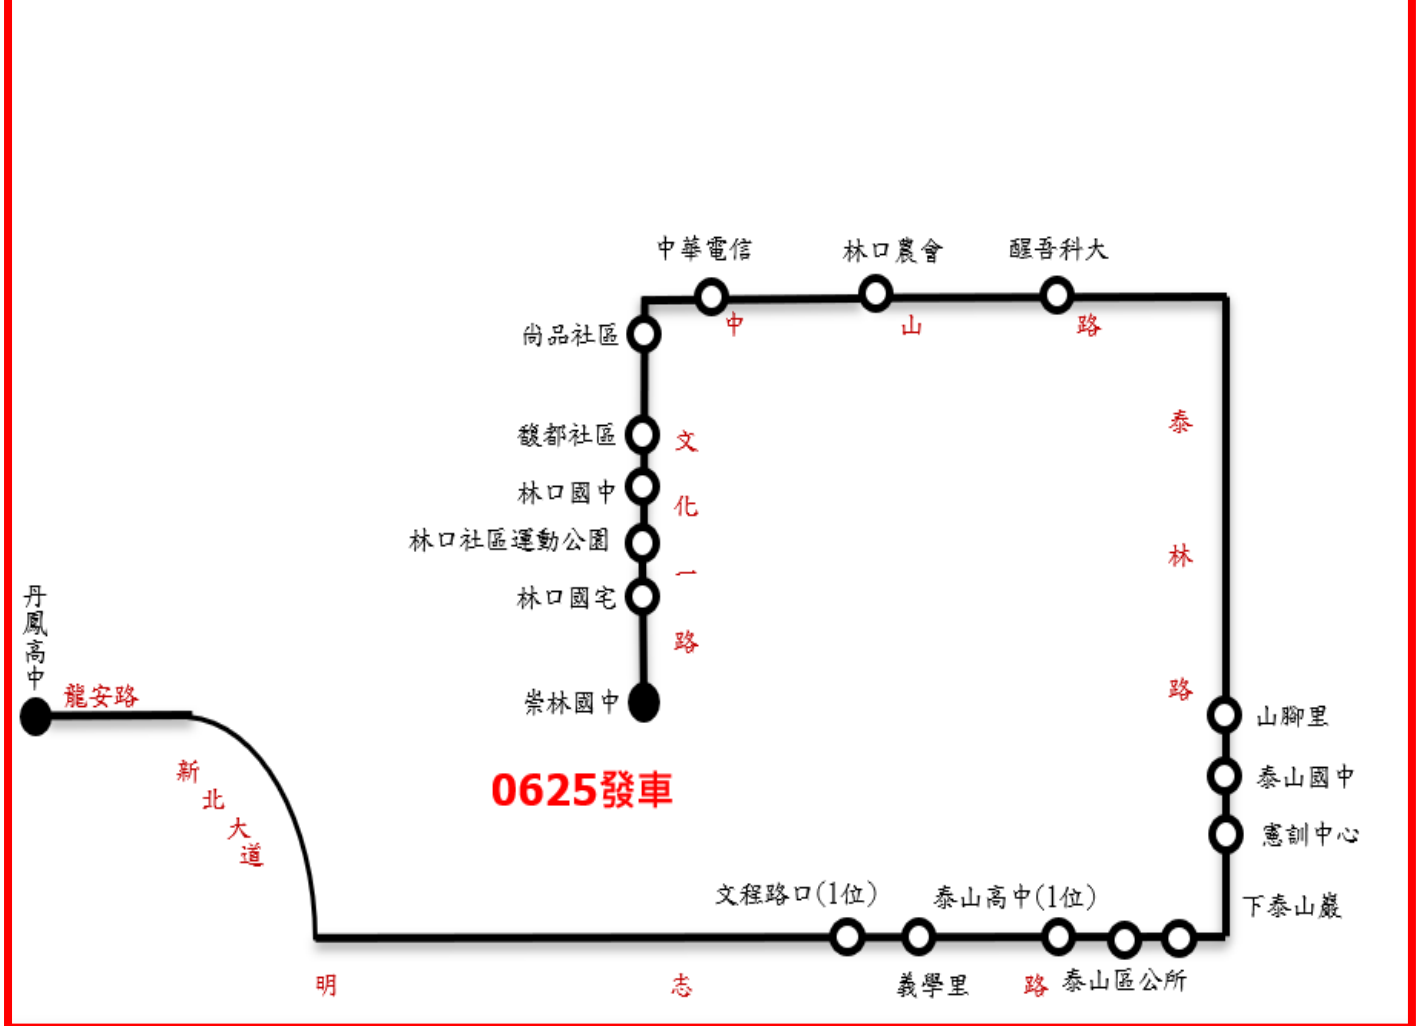 中華電信
林口農會
醒吾科大
中
山
路
尚品社區
馥都社區
林口國中
林口社區運動公園
林口國宅
崇林國中
文
化
一
路
泰
林
路
丹鳳高中
龍安路
新
北
大
道
0625發車
山腳里
泰山國中
憲訓中心
下泰山巖
文程路口(1位)
泰山高中(1位)
義學里
泰山區公所
明
志
路